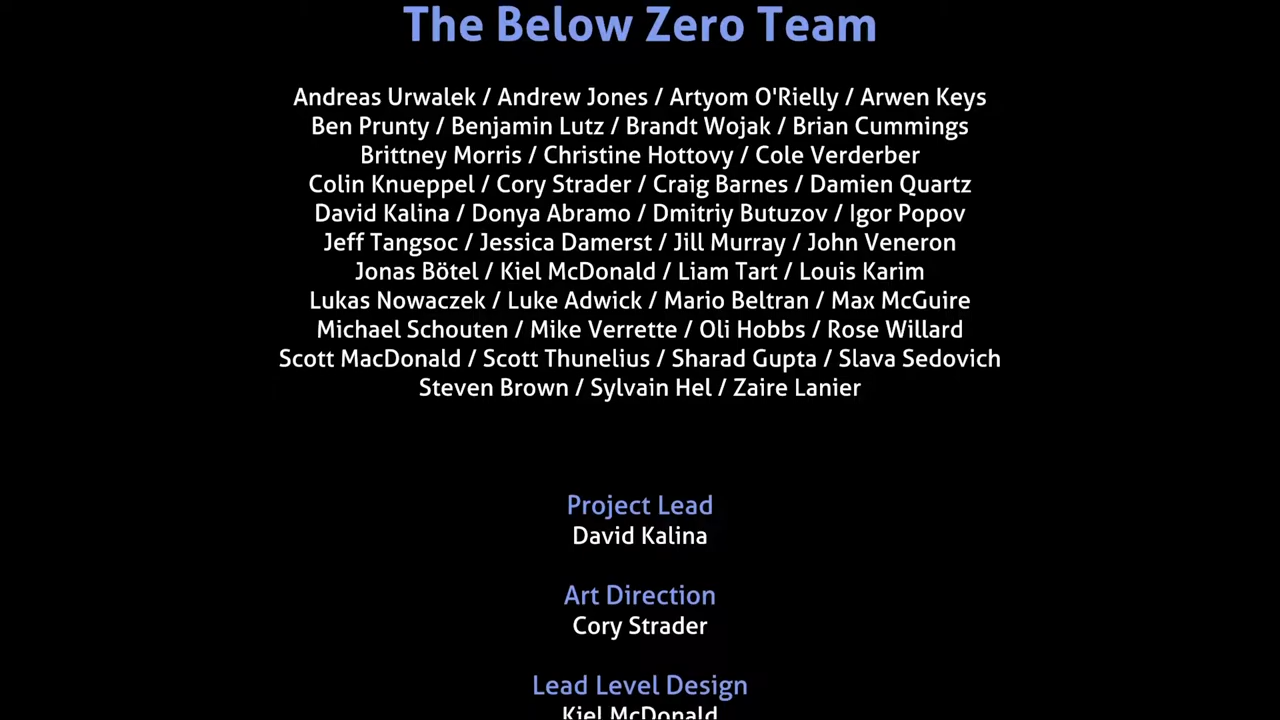 The Below Zero Team
Andreas Urwalek / Andrew Jones / Artyom O'Rielly / Arwen Keys
Ben Prunty / Benjamin Lutz / Brandt Wojak / Brian Cummings
Brittney Morris / Christine Hottovy / Cole Verderber
Colin Knueppel / Cory Strader / Craig Barnes / Damien Quartz
David Kalina / Donya Abramo / Dmitriy Butuzov / Igor Popov
Jeff Tangsoc / Jessica Damerst / Jill Murray / John Veneron
Jonas Bötel / Kiel McDonald / Liam Tart / Louis Karim
Lukas Nowaczek / Luke Adwick / Mario Beltran / Max McGuire
Michael Schouten / Mike Verrette / Oli Hobbs / Rose Willard
Scott MacDonald / Scott Thunelius / Sharad Gupta / Slava Sedovich
Steven Brown / Sylvain Hel / Zaire Lanier
Project Lead
David Kalina
Art Direction
Cory Strader
Lead Level Design
Kiel McDonald